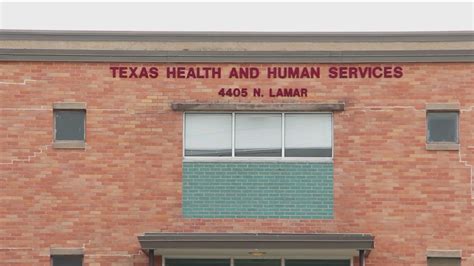 TEXAS HEALTH AND HUMAN SERVICES
4405 N. LAMAR